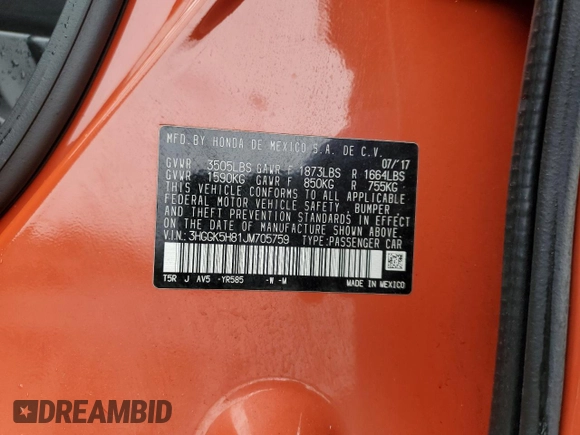 MFD. BY HONDA DE MEXICO S.A. DE C.V. 07/'17
GVWR 3505LBS GAWR F 1873LBS R 1664LBS
GVWR 1590KG GAWR F 850KG R 755KG
THIS VEHICLE CONFORMS TO ALL APPLICABLE
FEDERAL MOTOR VEHICLE SAFETY, BUMPER
AND THEFT PREVENTION STANDARDS IN EFFECT
ON THE DATE OF MANUFACTURE SHOWN ABOVE.
V.I.N.: 3HGGK5H81JM705759 TYPE: PASSENGER CAR
T5R J AV5 -YR585 -W -M MADE IN MEXICO
DREAMBID